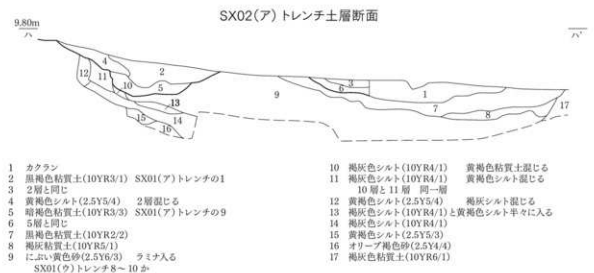 SX02(ア)トレンチ土層断面
9.80m
ハ
ハ'
4
2
12
11
10
5
13
14
15
16
9
3
6
1
7
8
17
1 カクラン
2 黒褐色粘質土(10YR3/1) SX01(ア)トレンチの1
3 2層と同じ
4 黄褐色シルト(2.5Y5/4) 2層混じる
5 暗褐色粘質土(10YR3/3) SX01(ア)トレンチの9
6 5層と同じ
7 黒褐色粘質土(10YR2/2)
8 褐灰粘質土(10YR5/1)
9 にぶい黄色砂(2.5Y6/3) ラミナ入る
SX01(ウ)トレンチ8～10か
10 褐灰色シルト(10YR4/1) 黄褐色粘質土混じる
11 褐灰色シルト(10YR4/1) 黄褐色シルト混じる
10層と11層 同一層
12 黄褐色シルト(2.5Y5/4) 褐灰シルト混じる
13 褐灰色シルト(10YR4/1)と黄褐色シルト半々に入る
14 褐灰色シルト(10YR4/1)
15 黄褐色シルト(2.5Y5/3)
16 オリーブ褐色砂(2.5Y4/4)
17 褐灰色粘質土(10YR6/1)